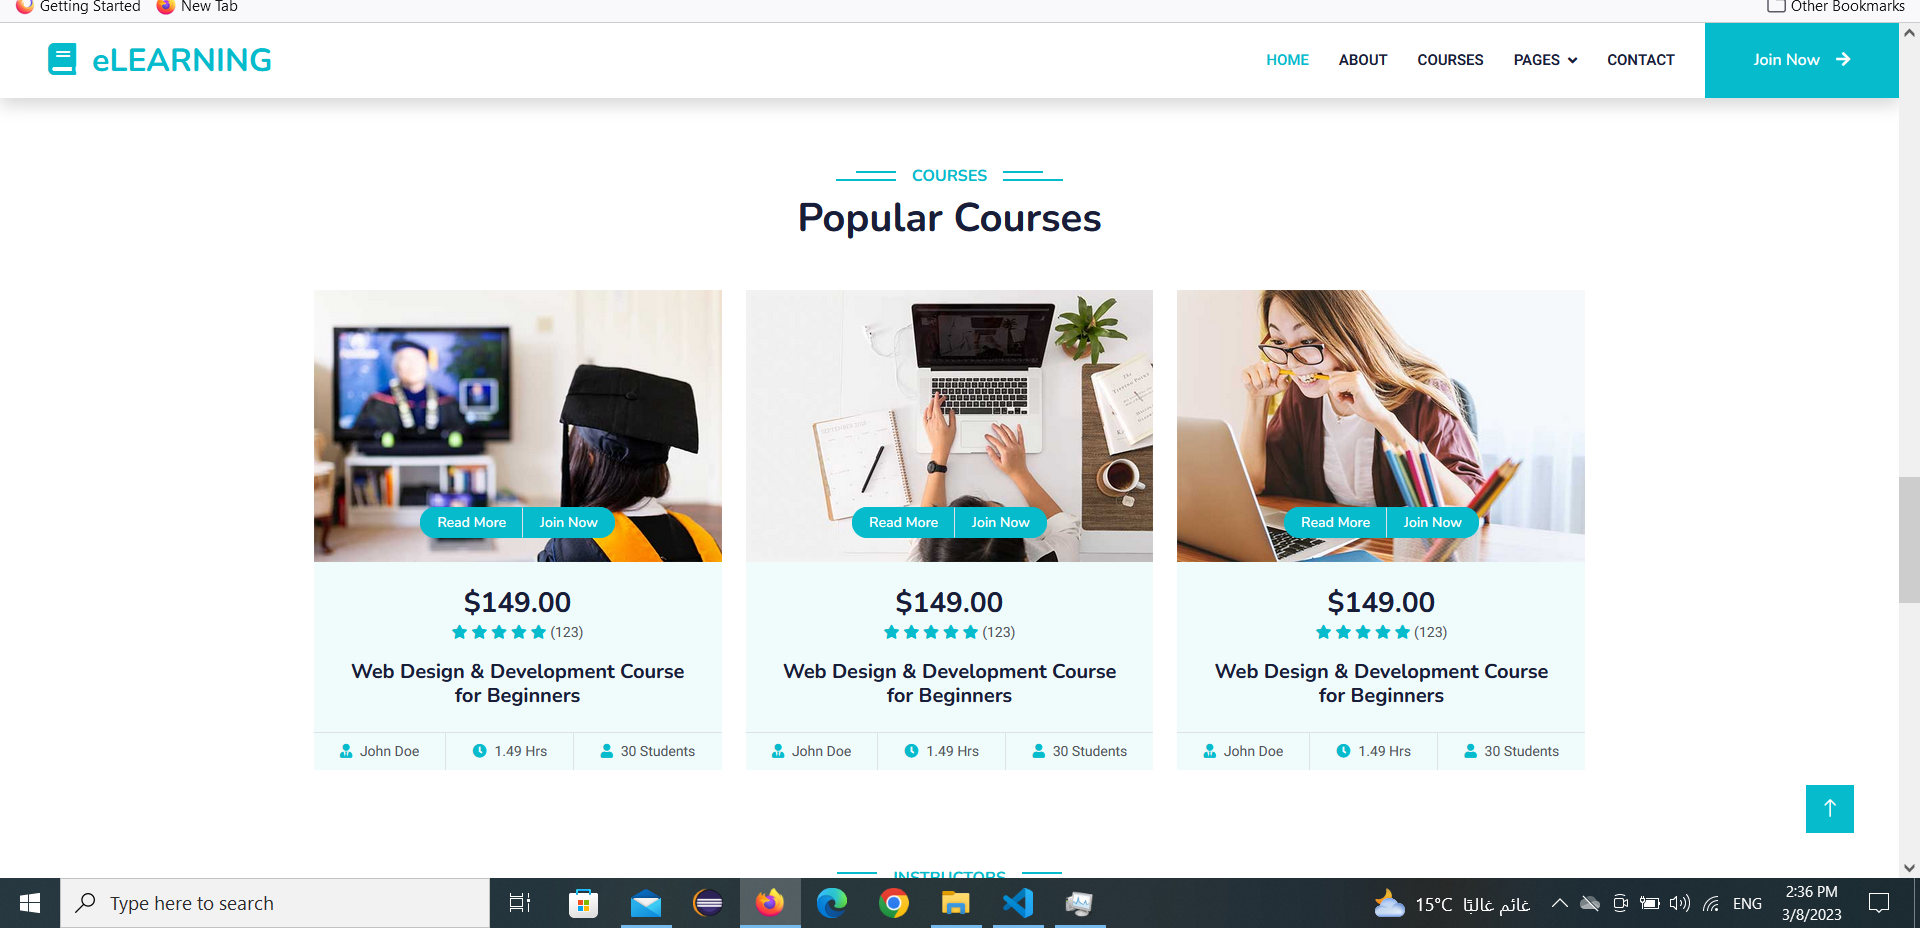 Getting Started New Tab Other Bookmarks
eLEARNING HOME ABOUT COURSES PAGES CONTACT Join Now
COURSES
Popular Courses
Read More Join Now
Read More Join Now
Read More Join Now
$149.00
(123)
Web Design & Development Course
for Beginners
John Doe 1.49 Hrs 30 Students
$149.00
(123)
Web Design & Development Course
for Beginners
John Doe 1.49 Hrs 30 Students
$149.00
(123)
Web Design & Development Course
for Beginners
John Doe 1.49 Hrs 30 Students
INSTRUCTORS
Type here to search
15°C غائم غالبًا
ENG
2:36 PM
3/8/2023